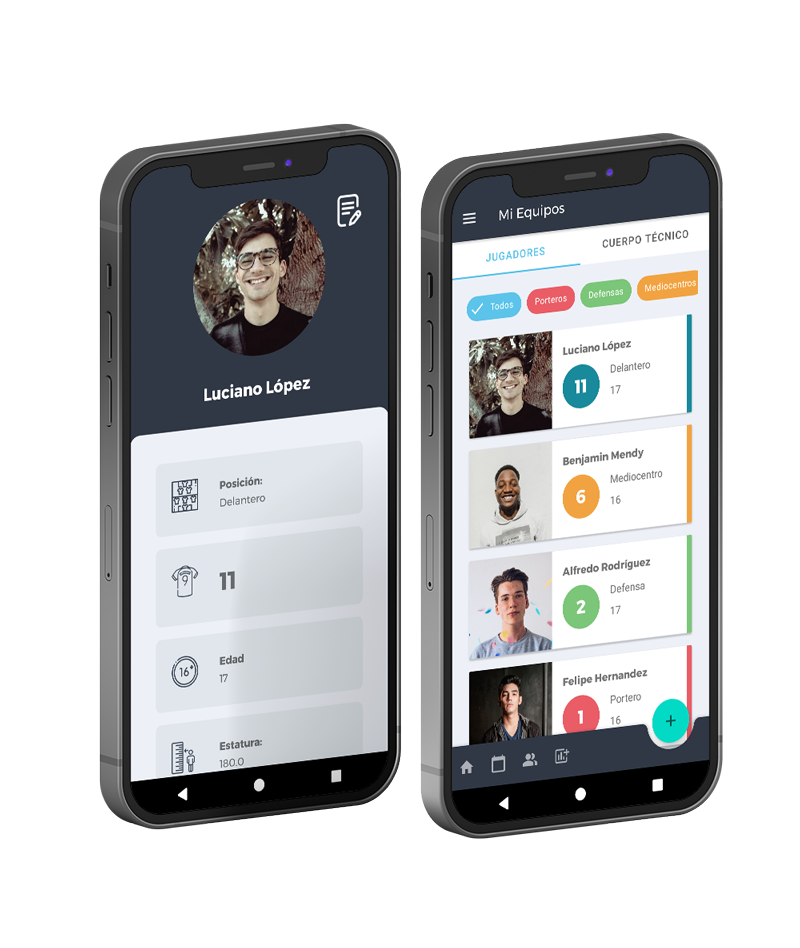 Luciano López
Posición:
Delantero
9
11
16+
Edad
17
Estatura:
180.0
Mi Equipos
JUGADORES
CUERPO TÉCNICO
Todos
Porteros
Defensas
Mediocentros
Luciano López
11
Delantero
17
Benjamin Mendy
6
Mediocentro
16
Alfredo Rodríguez
2
Defensa
17
Felipe Hernandez
1
Portero
16
+